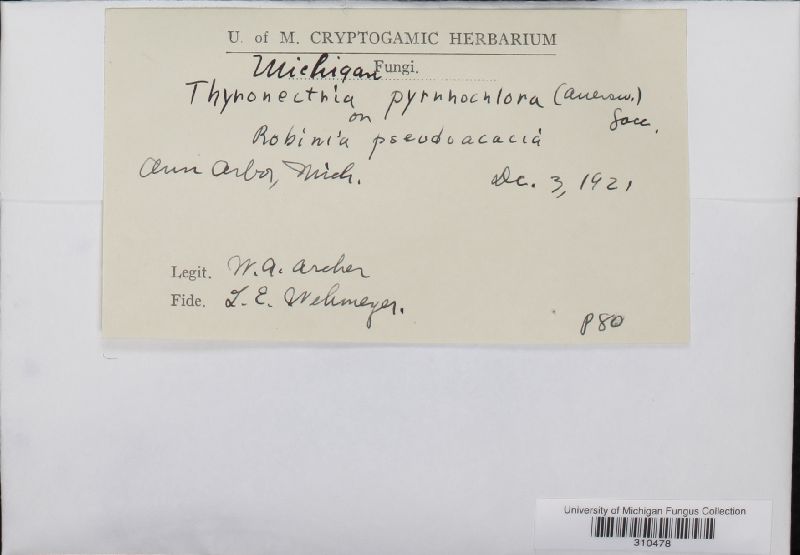 U. of M. CRYPTOGAMIC HERBARIUM
Michigan Fungi.
Thyronectria pyrrhochlora (Auersw.) Sacc.
on
Robinia pseudoacacia
Ann Arbor, Mich. Dec. 3, 1921
Legit. W. A. Archer
Fide. L. E. Wehmeyer.
P80
University of Michigan Fungus Collection
310478